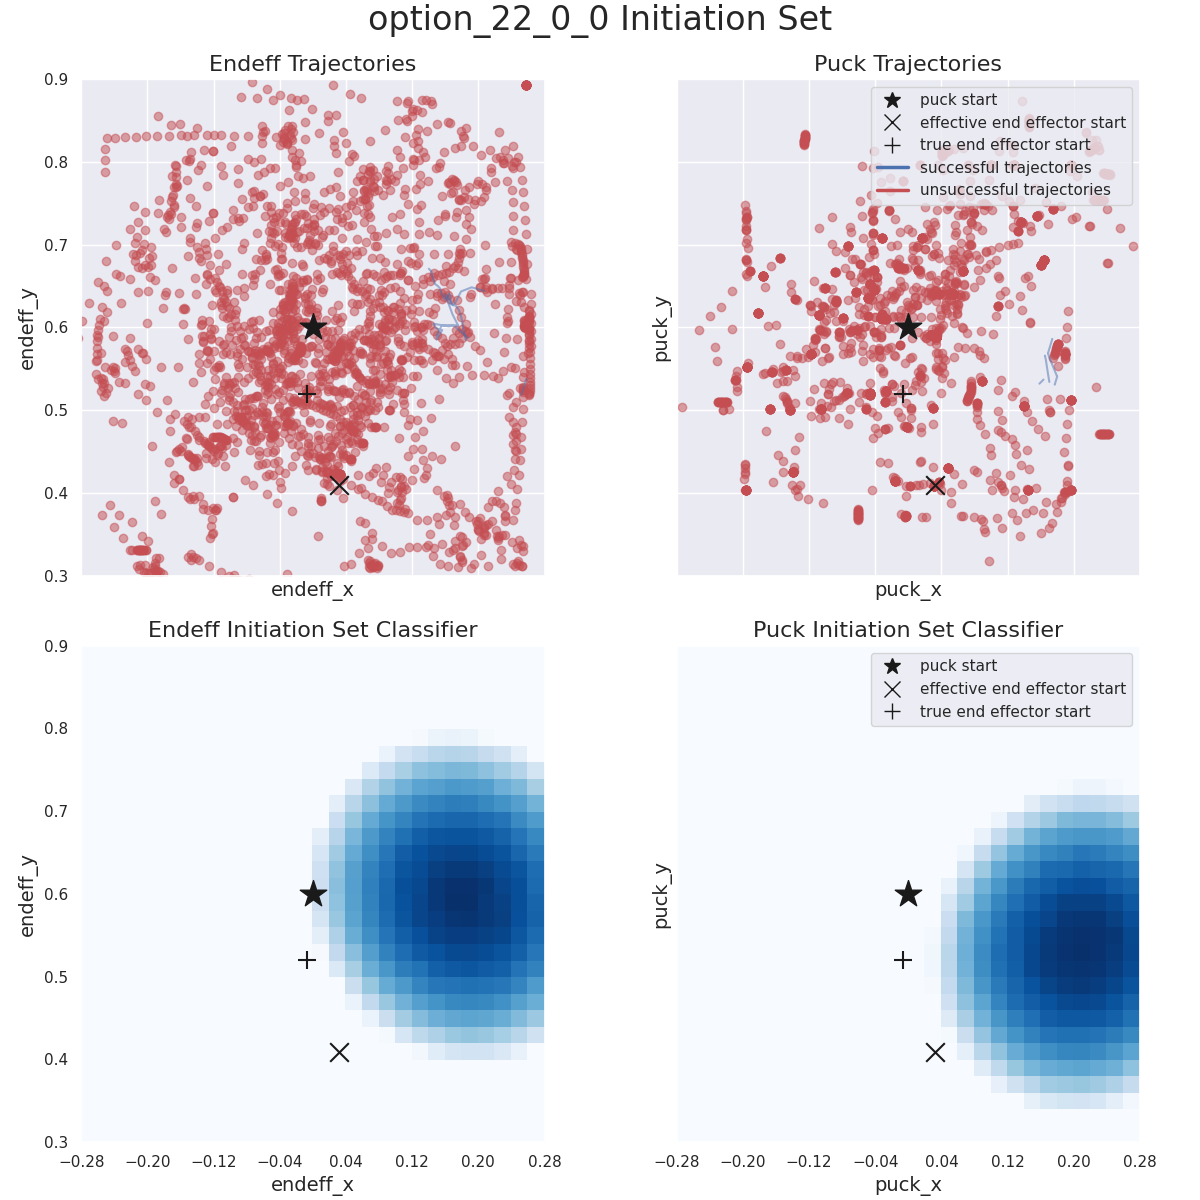 option_22_0_0 Initiation Set
Endeff Trajectories
endeff_y
0.9
0.8
0.7
0.6
0.5
0.4
0.3
endeff_x
Puck Trajectories
puck_y
puck start
effective end effector start
true end effector start
successful trajectories
unsuccessful trajectories
puck_x
Endeff Initiation Set Classifier
endeff_y
0.9
0.8
0.7
0.6
0.5
0.4
0.3
−0.28 −0.20 −0.12 −0.04 0.04 0.12 0.20 0.28
endeff_x
Puck Initiation Set Classifier
puck_y
puck start
effective end effector start
true end effector start
−0.28 −0.20 −0.12 −0.04 0.04 0.12 0.20 0.28
puck_x